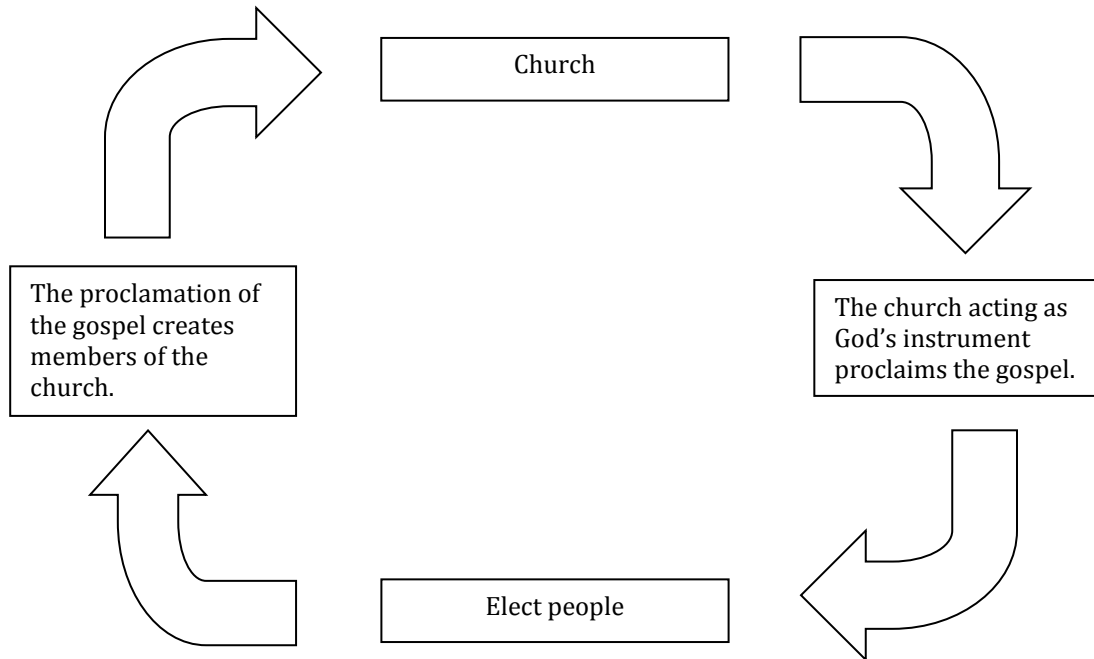 Church
The proclamation of
the gospel creates
members of the
church.
The church acting as
God’s instrument
proclaims the gospel.
Elect people